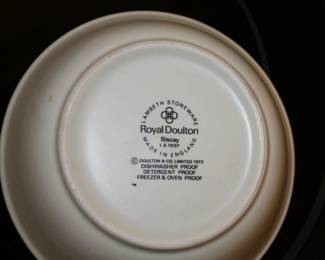 LAMBETH STONEWARE
Royal Doulton
Biscay
L.S.1007
MADE IN ENGLAND
© DOULTON & CO LIMITED 1973
DISHWASHER PROOF
DETERGENT PROOF
FREEZER & OVEN PROOF